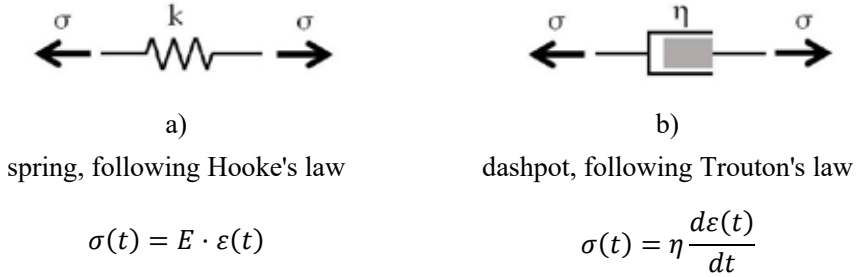 σ k σ
σ η σ
a)
b)
spring, following Hooke's law
dashpot, following Trouton's law
σ(t) = E · ε(t)
σ(t) = η dε(t)/dt